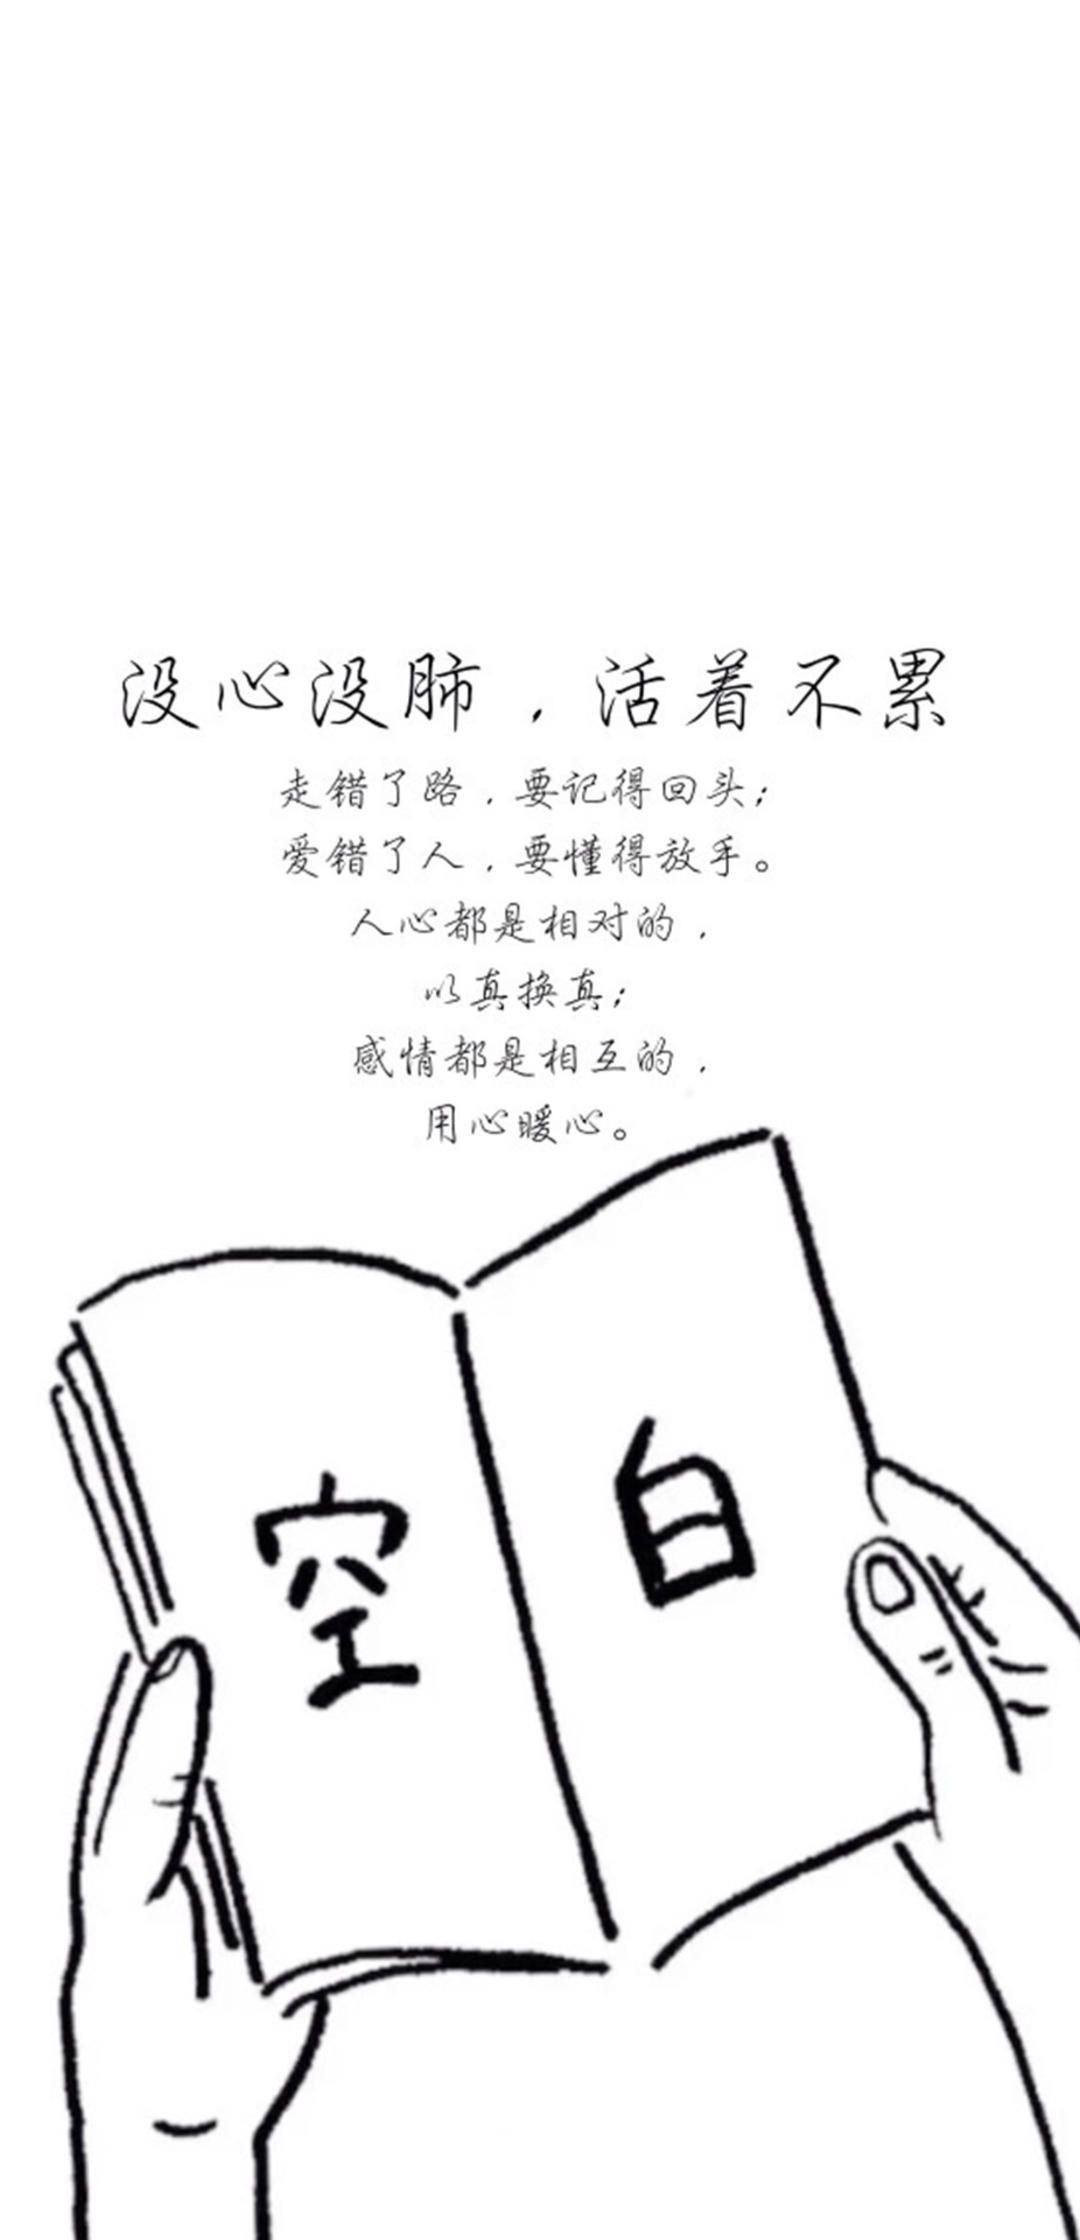 没心没肺，活着不累
走错了路，要记得回头；
爱错了人，要懂得放手。
人心都是相对的，
以真换真；
感情都是相互的，
用心暖心。
空白